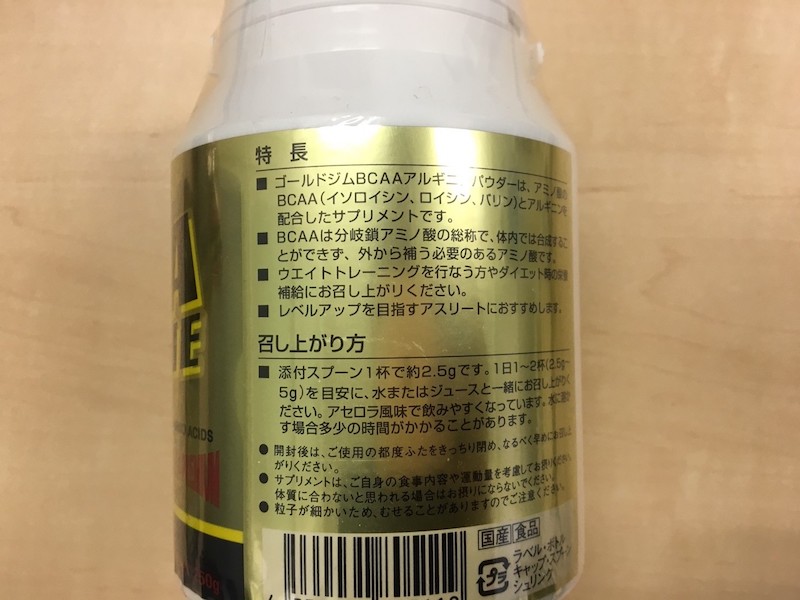 特 長
■ ゴールドジムBCAAアルギニンパウダーは、アミノ酸の
BCAA(イソロイシン、ロイシン、バリン)とアルギニンを
配合したサプリメントです。
■ BCAAは分岐鎖アミノ酸の総称で、体内では合成するこ
とができず、外から補う必要のあるアミノ酸です。
■ ウエイトトレーニングを行なう方やダイエット時の栄養
補給にお召し上がりください。
■ レベルアップを目指すアスリートにおすすめします。
召し上がり方
■ 添付スプーン1杯で約2.5gです。1日1〜2杯(2.5g〜
5g)を目安に、水またはジュースと一緒にお召し上がりく
ださい。アセロラ風味で飲みやすくなっています。水に溶か
す場合多少の時間がかかることがあります。
● 開封後は、ご使用の都度ふたをきっちり閉め、なるべく早めにお召し上
がりください。
● サプリメントは、ご自身の食事内容や運動量を考慮してお摂りください。
体質に合わないと思われる場合はお摂りにならないでください。
● 粒子が細かいため、むせることがありますのでご注意ください。
国産 食品
ラベル・ボトル
キャップ・スプーン
シュリンク
プラ
ACIDS
250g